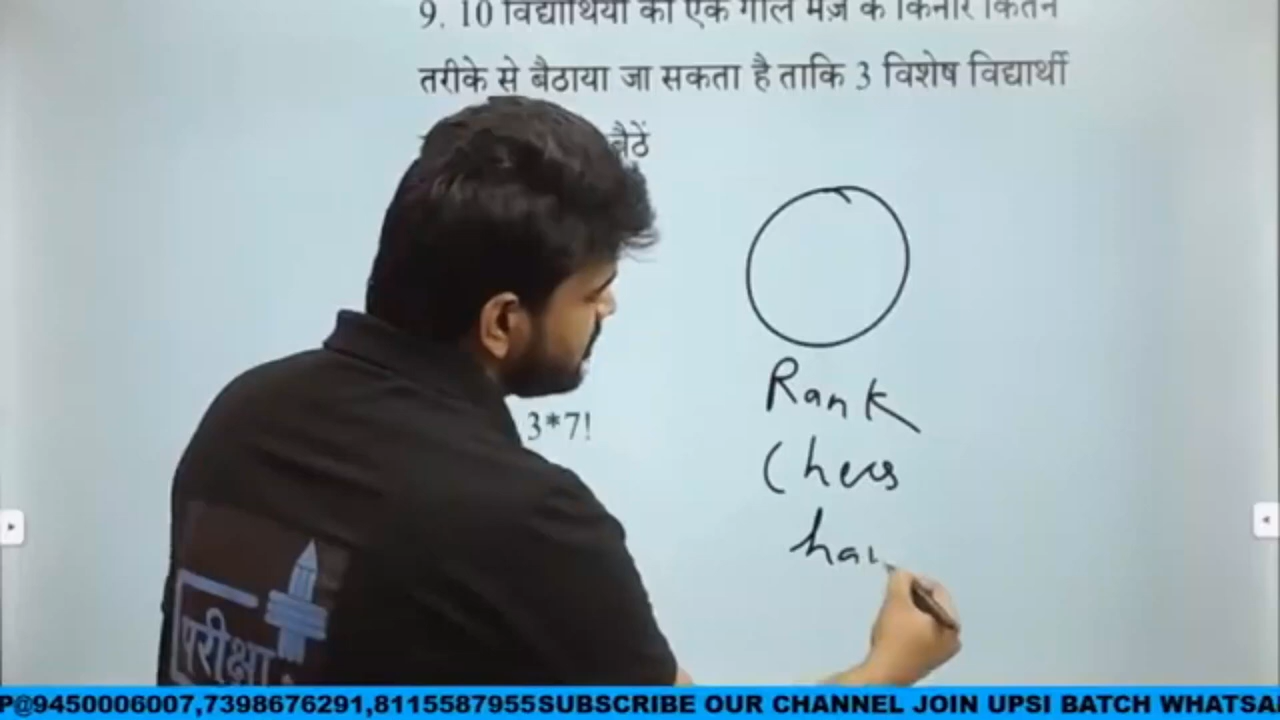 9. 10 विद्यार्थियों को एक गोल मेज़ के किनारे कितने
तरीके से बैठाया जा सकता है ताकि 3 विशेष विद्यार्थी
बैठें
3*7!
Rank
Chess
परीक्षा
P@9450006007,7398676291,8115587955SUBSCRIBE OUR CHANNEL JOIN UPSI BATCH WHATSA